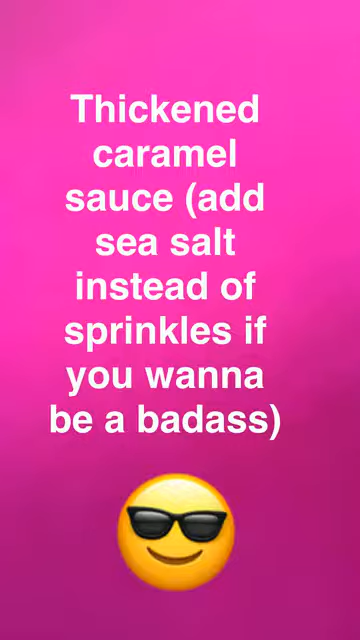 Thickened
caramel
sauce (add
sea salt
instead of
sprinkles if
you wanna
be a badass)